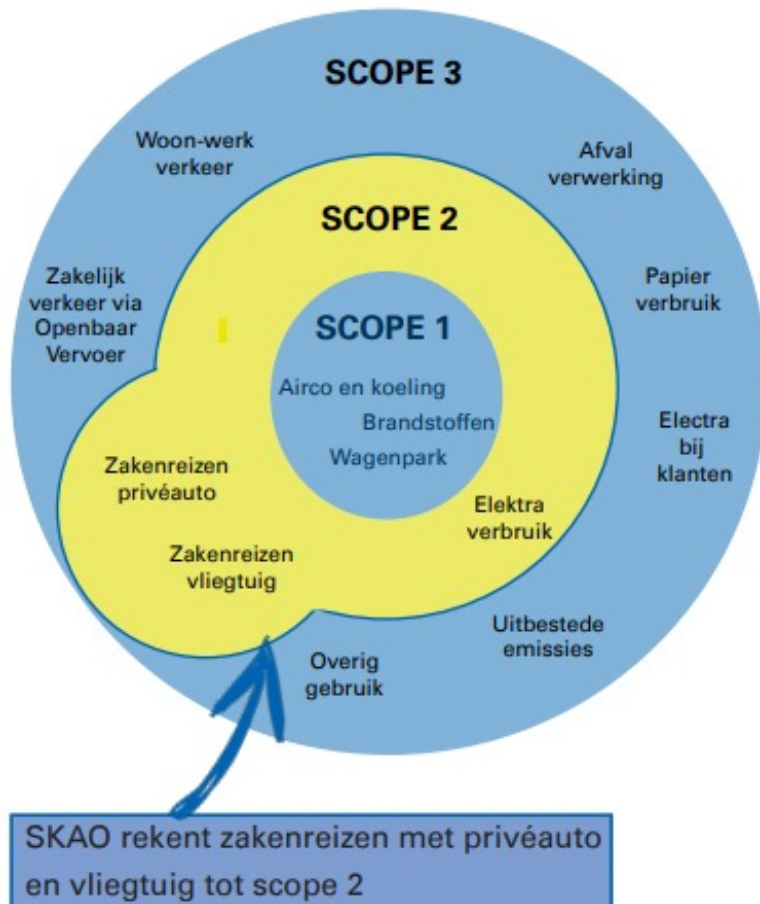 SCOPE 3
Woon-werk
verkeer
Afval
verwerking
SCOPE 2
Zakelijk
verkeer via
Openbaar
Vervoer
Papier
verbruik
SCOPE 1
Airco en koeling
Brandstoffen
Wagenpark
Electra
bij
klanten
Zakenreizen
privéauto
Elektra
verbruik
Zakenreizen
vliegtuig
Uitbestede
emissies
Overig
gebruik
SKAO rekent zakenreizen met privéauto
en vliegtuig tot scope 2